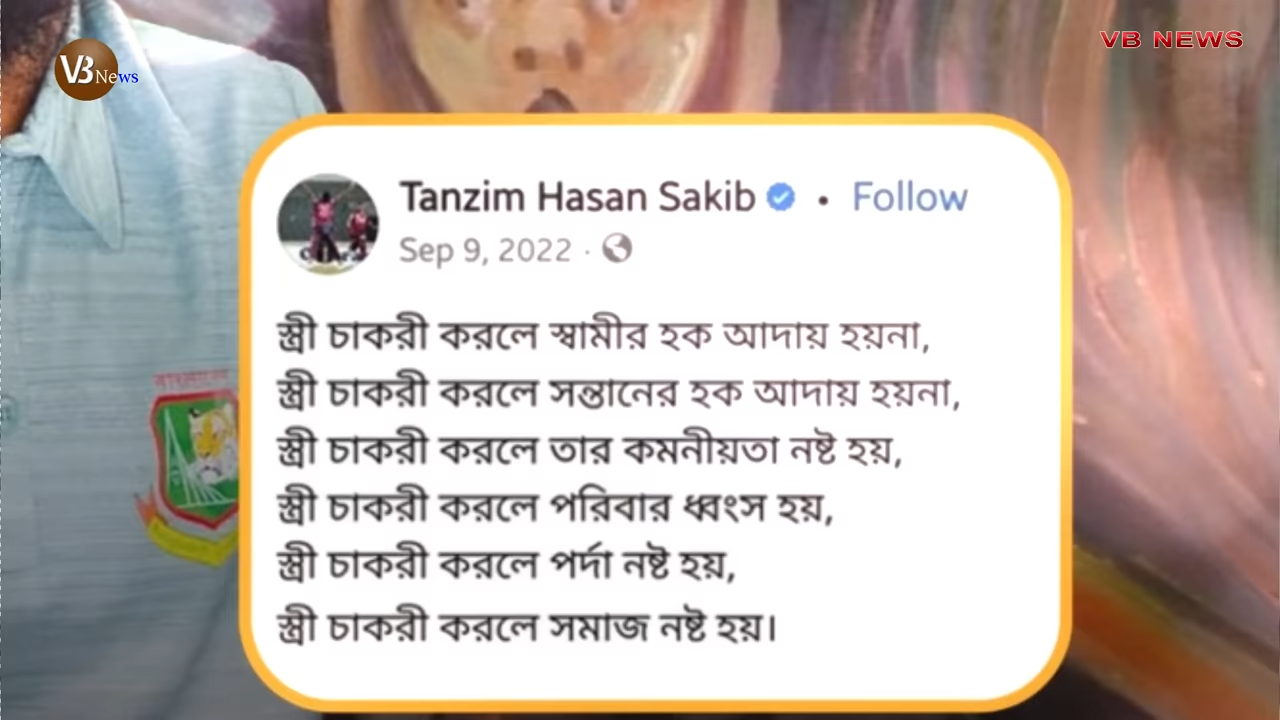 VB News
VB NEWS
Tanzim Hasan Sakib • Follow
Sep 9, 2022 ·
স্ত্রী চাকরী করলে স্বামীর হক আদায় হয়না,
স্ত্রী চাকরী করলে সন্তানের হক আদায় হয়না,
স্ত্রী চাকরী করলে তার কমনীয়তা নষ্ট হয়,
স্ত্রী চাকরী করলে পরিবার ধ্বংস হয়,
স্ত্রী চাকরী করলে পর্দা নষ্ট হয়,
স্ত্রী চাকরী করলে সমাজ নষ্ট হয়।